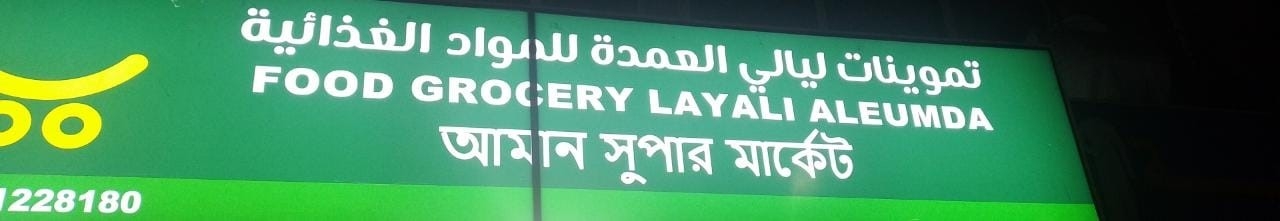 تموينات ليالي العمدة للمواد الغذائية
FOOD GROCERY LAYALI ALEUMDA
আমান সুপার মার্কেট
1228180